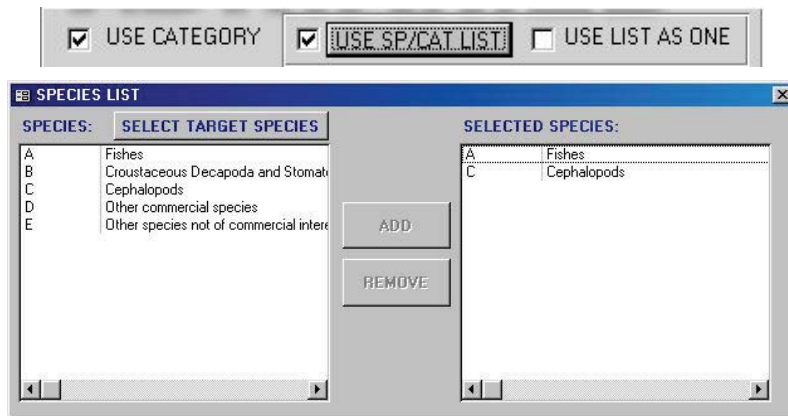 USE CATEGORY USE SP/CAT LIST USE LIST AS ONE
SPECIES LIST
SPECIES: SELECT TARGET SPECIES SELECTED SPECIES:
A Fishes
B Croustaceous Decapoda and Stomat
C Cephalopods
D Other commercial species
E Other species not of commercial inter
ADD
REMOVE
A Fishes
C Cephalopods